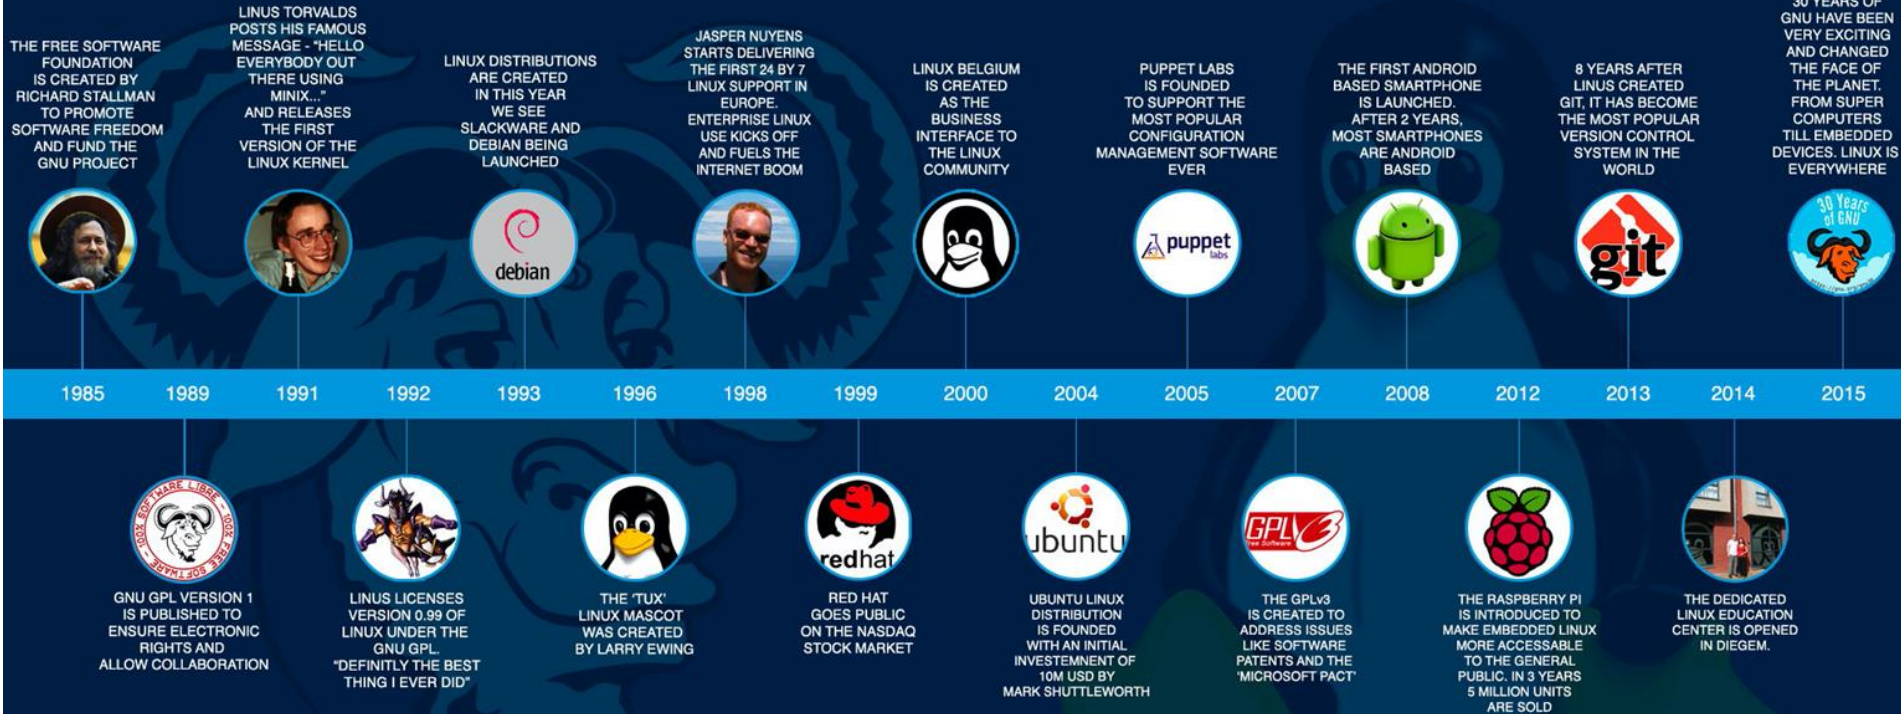 THE FREE SOFTWARE
FOUNDATION
IS CREATED BY
RICHARD STALLMAN
TO PROMOTE
SOFTWARE FREEDOM
AND FUND THE
GNU PROJECT
LINUS TORVALDS
POSTS HIS FAMOUS
MESSAGE - "HELLO
EVERYBODY OUT
THERE USING
MINIX..."
AND RELEASES
THE FIRST
VERSION OF THE
LINUX KERNEL
LINUX DISTRIBUTIONS
ARE CREATED
IN THIS YEAR
WE SEE
SLACKWARE AND
DEBIAN BEING
LAUNCHED
debian
JASPER NUYENS
STARTS DELIVERING
THE FIRST 24 BY 7
LINUX SUPPORT IN
EUROPE.
ENTERPRISE LINUX
USE KICKS OFF
AND FUELS THE
INTERNET BOOM
LINUX BELGIUM
IS CREATED
AS THE
BUSINESS
INTERFACE TO
THE LINUX
COMMUNITY
PUPPET LABS
IS FOUNDED
TO SUPPORT THE
MOST POPULAR
CONFIGURATION
MANAGEMENT SOFTWARE
EVER
puppet
labs
THE FIRST ANDROID
BASED SMARTPHONE
IS LAUNCHED.
AFTER 2 YEARS,
MOST SMARTPHONES
ARE ANDROID
BASED
8 YEARS AFTER
LINUS CREATED
GIT, IT HAS BECOME
THE MOST POPULAR
VERSION CONTROL
SYSTEM IN THE
WORLD
git
30 YEARS OF
GNU HAVE BEEN
VERY EXCITING
AND CHANGED
THE FACE OF
THE PLANET.
FROM SUPER
COMPUTERS
TILL EMBEDDED
DEVICES. LINUX IS
EVERYWHERE
30 Years
of GNU
1985 1989 1991 1992 1993 1996 1998 1999 2000 2004 2005 2007 2008 2012 2013 2014 2015
100% SOFTWARE LIBRE - 100% FREE SOFTWARE -
GNU GPL VERSION 1
IS PUBLISHED TO
ENSURE ELECTRONIC
RIGHTS AND
ALLOW COLLABORATION
LINUS LICENSES
VERSION 0.99 OF
LINUX UNDER THE
GNU GPL.
"DEFINITLY THE BEST
THING I EVER DID"
THE 'TUX'
LINUX MASCOT
WAS CREATED
BY LARRY EWING
redhat
RED HAT
GOES PUBLIC
ON THE NASDAQ
STOCK MARKET
ubuntu
UBUNTU LINUX
DISTRIBUTION
IS FOUNDED
WITH AN INITIAL
INVESTEMNENT OF
10M USD BY
MARK SHUTTLEWORTH
GPLv3
Free Software
THE GPLv3
IS CREATED TO
ADDRESS ISSUES
LIKE SOFTWARE
PATENTS AND THE
'MICROSOFT PACT'
THE RASPBERRY PI
IS INTRODUCED TO
MAKE EMBEDDED LINUX
MORE ACCESSABLE
TO THE GENERAL
PUBLIC. IN 3 YEARS
5 MILLION UNITS
ARE SOLD
THE DEDICATED
LINUX EDUCATION
CENTER IS OPENED
IN DIEGEM.